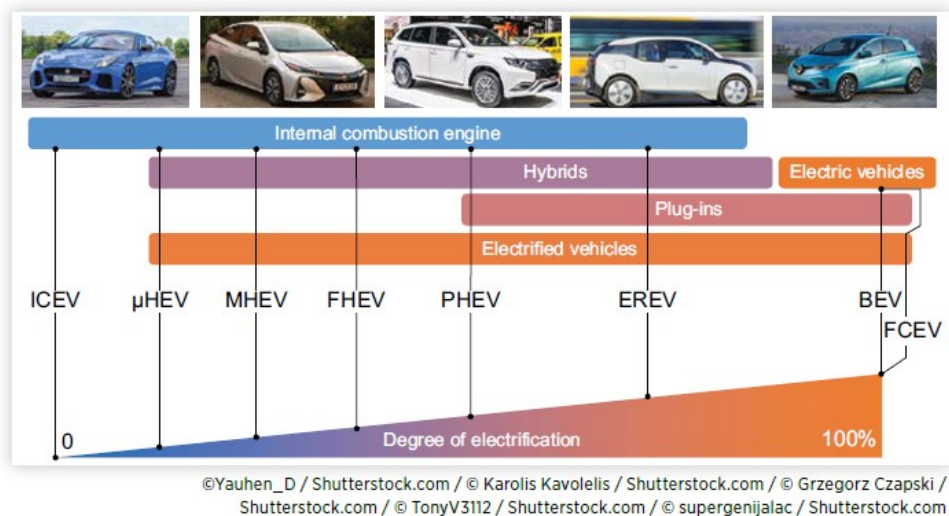 Internal combustion engine
Hybrids Electric vehicles
Plug-ins
Electrified vehicles
ICEV µHEV MHEV FHEV PHEV EREV BEV
FCEV
0 Degree of electrification 100%
©Yauhen_D / Shutterstock.com / © Karolis Kavolelis / Shutterstock.com / © Grzegorz Czapski /
Shutterstock.com / © TonyV3112 / Shutterstock.com / © supergenijalac / Shutterstock.com